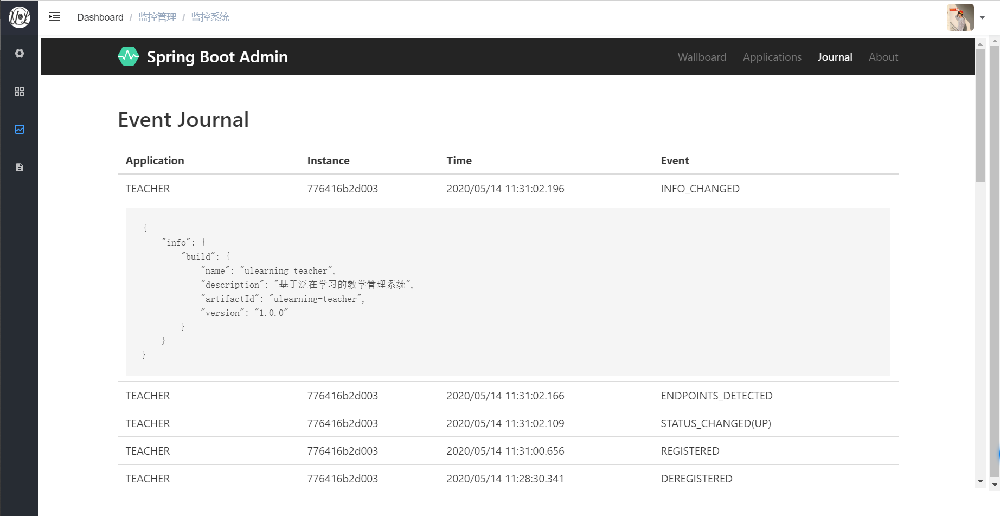 Dashboard / 监控管理 / 监控系统
Spring Boot Admin
Wallboard Applications Journal About
Event Journal
Application Instance Time Event
TEACHER 776416b2d003 2020/05/14 11:31:02.196 INFO_CHANGED
{
"info": {
"build": {
"name": "ulearning-teacher",
"description": "基于泛在学习的教学管理系统",
"artifactId": "ulearning-teacher",
"version": "1.0.0"
}
}
}
TEACHER 776416b2d003 2020/05/14 11:31:02.166 ENDPOINTS_DETECTED
TEACHER 776416b2d003 2020/05/14 11:31:02.109 STATUS_CHANGED(UP)
TEACHER 776416b2d003 2020/05/14 11:31:00.656 REGISTERED
TEACHER 776416b2d003 2020/05/14 11:28:30.341 DEREGISTERED